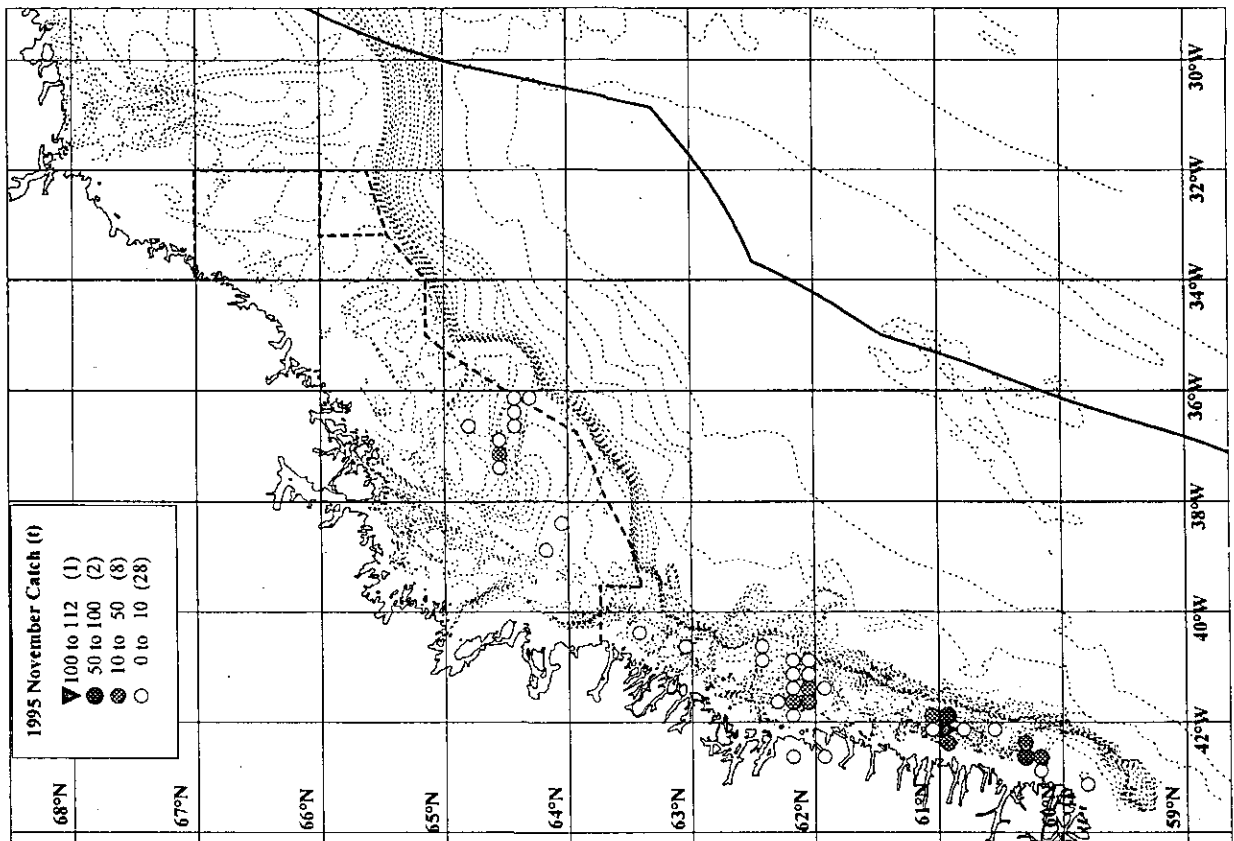 1995 November Catch (t)
100 to 112 (1)
50 to 100 (2)
10 to 50 (8)
0 to 10 (28)
68°N
67°N
66°N
65°N
64°N
63°N
62°N
61°N
60°N
59°N
42°W
40°W
38°W
36°W
34°W
32°W
30°W